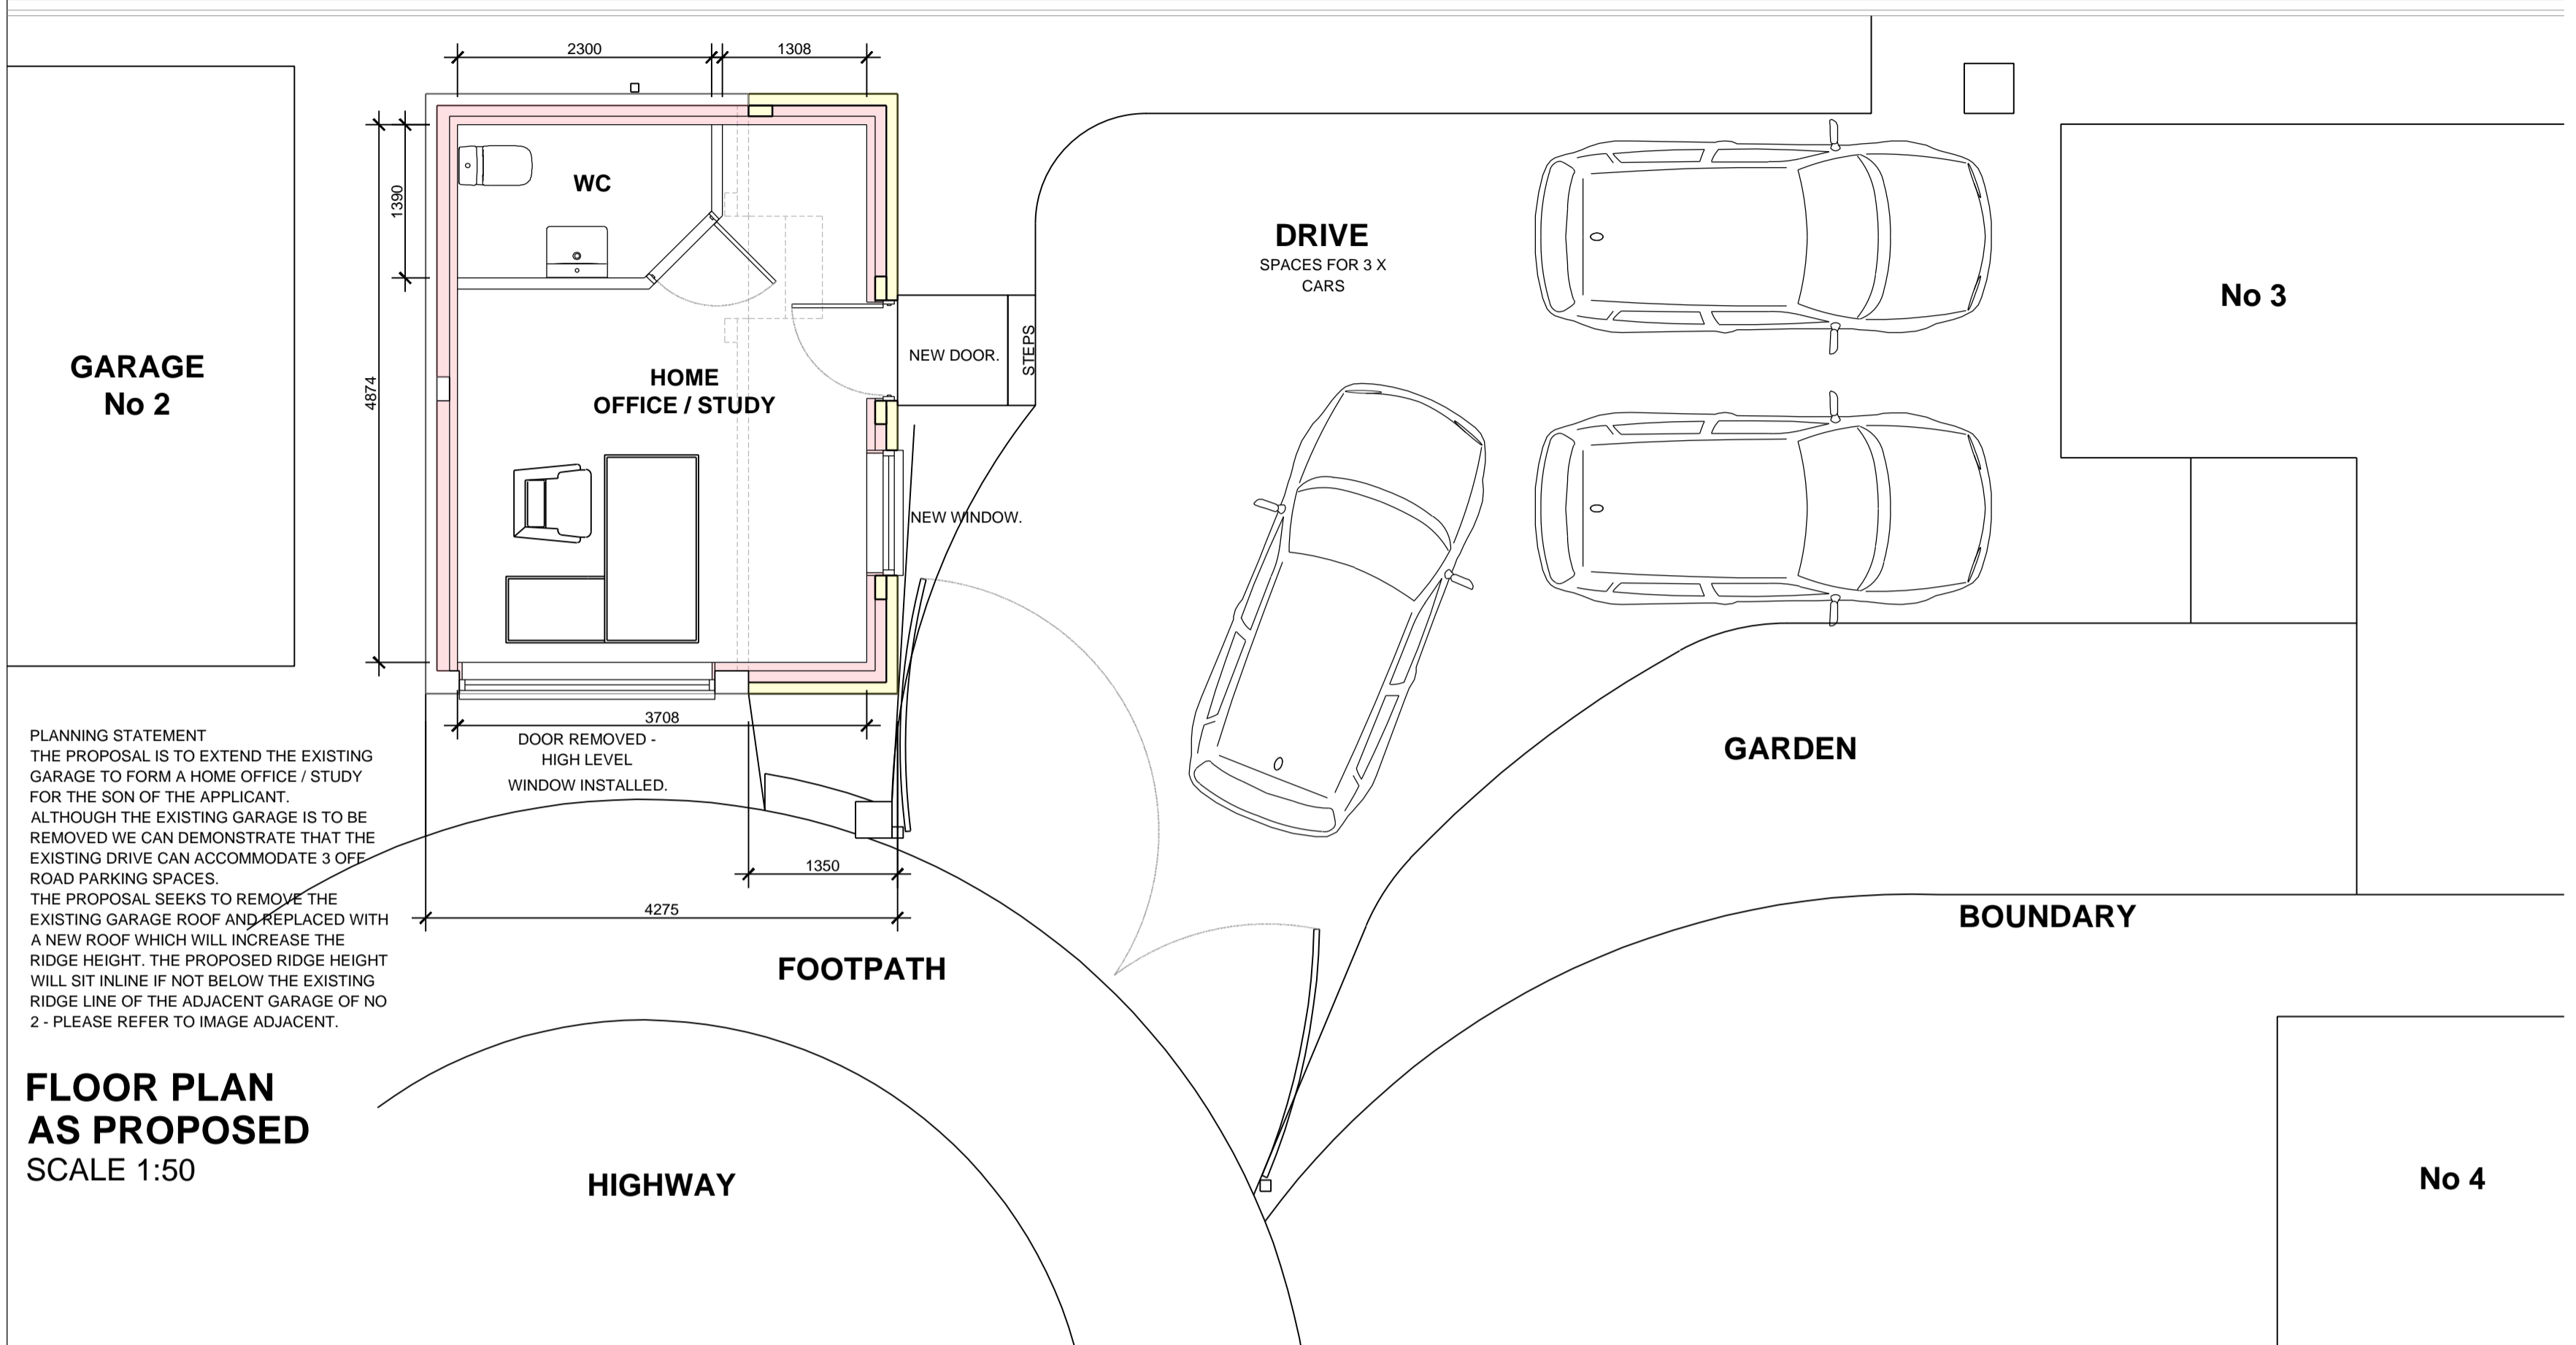 2300
1308
1390
4874
WC
HOME
OFFICE / STUDY
GARAGE
No 2
NEW DOOR.
STEPS
NEW WINDOW.
DRIVE
SPACES FOR 3 X
CARS
No 3
3708
DOOR REMOVED -
HIGH LEVEL
WINDOW INSTALLED.
1350
4275
PLANNING STATEMENT
THE PROPOSAL IS TO EXTEND THE EXISTING
GARAGE TO FORM A HOME OFFICE / STUDY
FOR THE SON OF THE APPLICANT.
ALTHOUGH THE EXISTING GARAGE IS TO BE
REMOVED WE CAN DEMONSTRATE THAT THE
EXISTING DRIVE CAN ACCOMMODATE 3 OFF
ROAD PARKING SPACES.
THE PROPOSAL SEEKS TO REMOVE THE
EXISTING GARAGE ROOF AND REPLACED WITH
A NEW ROOF WHICH WILL INCREASE THE
RIDGE HEIGHT. THE PROPOSED RIDGE HEIGHT
WILL SIT INLINE IF NOT BELOW THE EXISTING
RIDGE LINE OF THE ADJACENT GARAGE OF NO
2 - PLEASE REFER TO IMAGE ADJACENT.
GARDEN
BOUNDARY
FOOTPATH
FLOOR PLAN
AS PROPOSED
SCALE 1:50
HIGHWAY
No 4